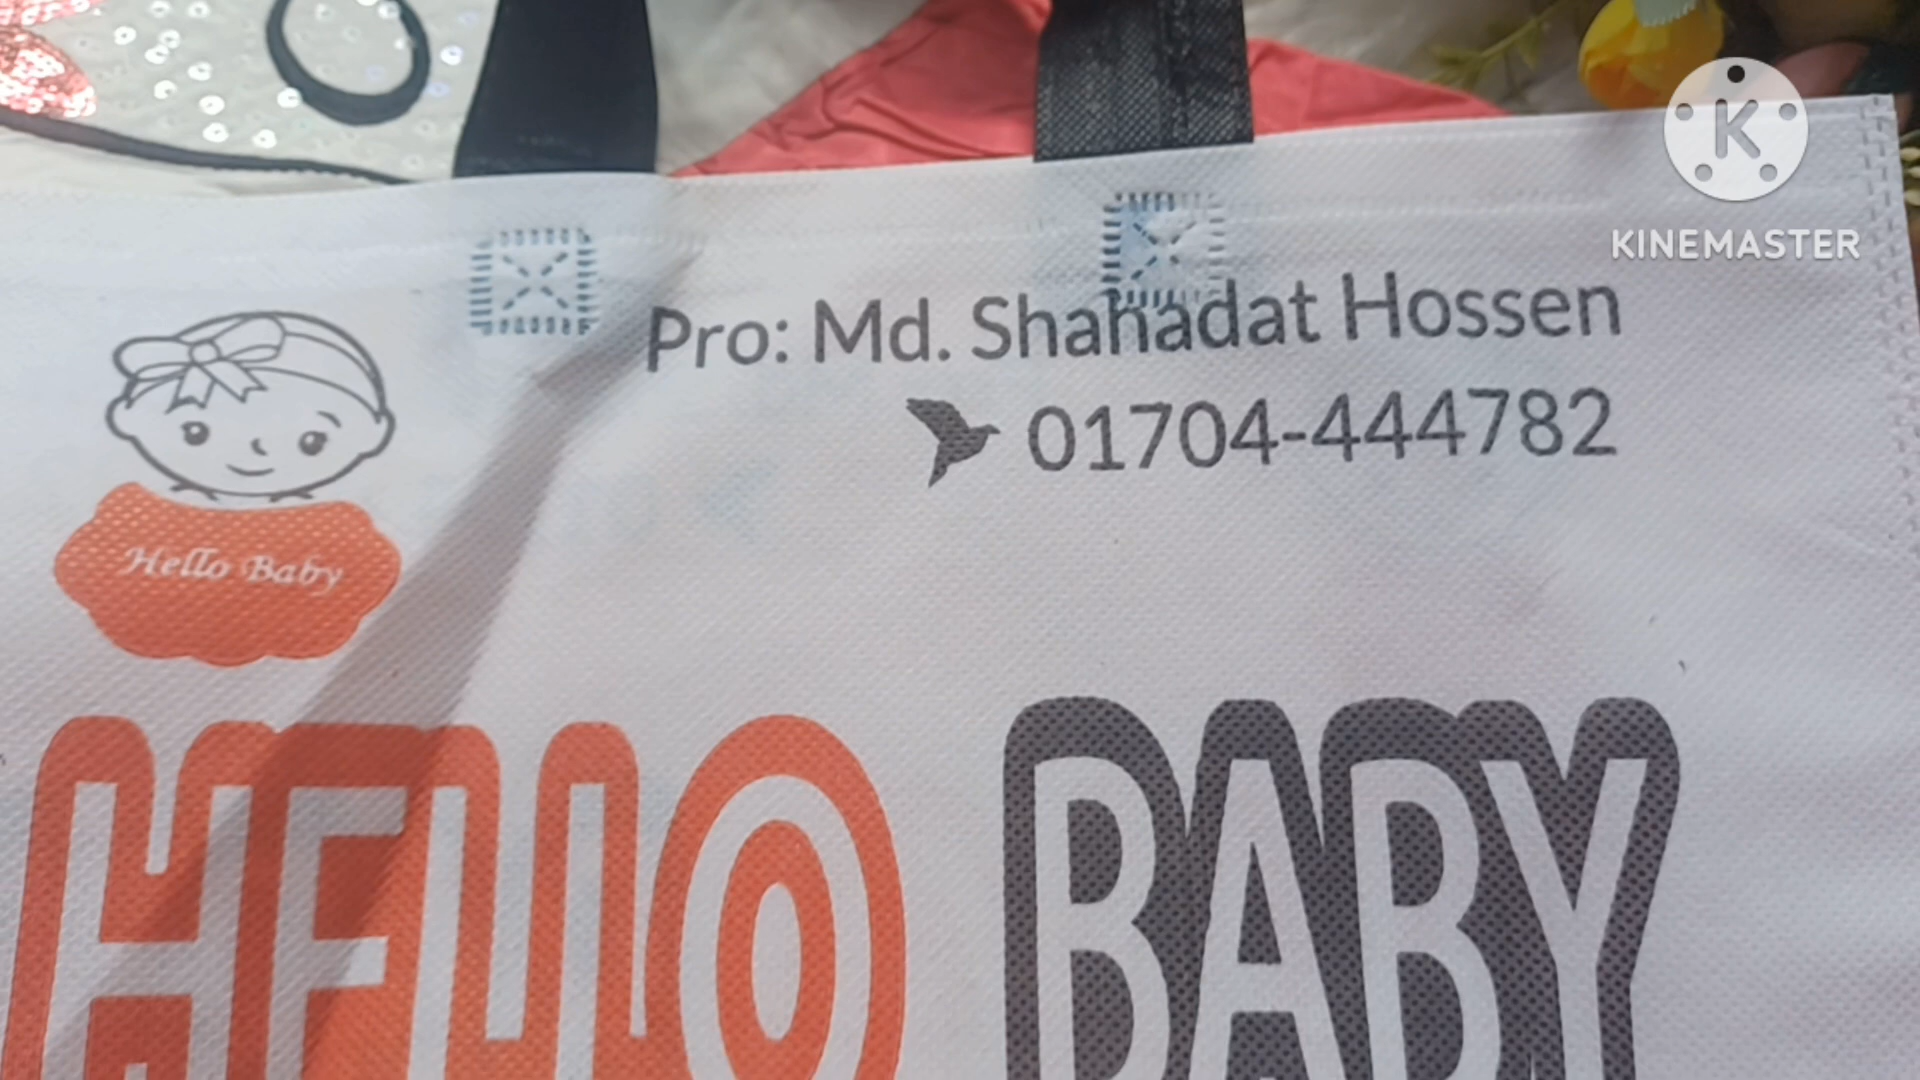 KINEMASTER
Pro: Md. Shahadat Hossen
01704-444782
Hello Baby
HELLO BABY